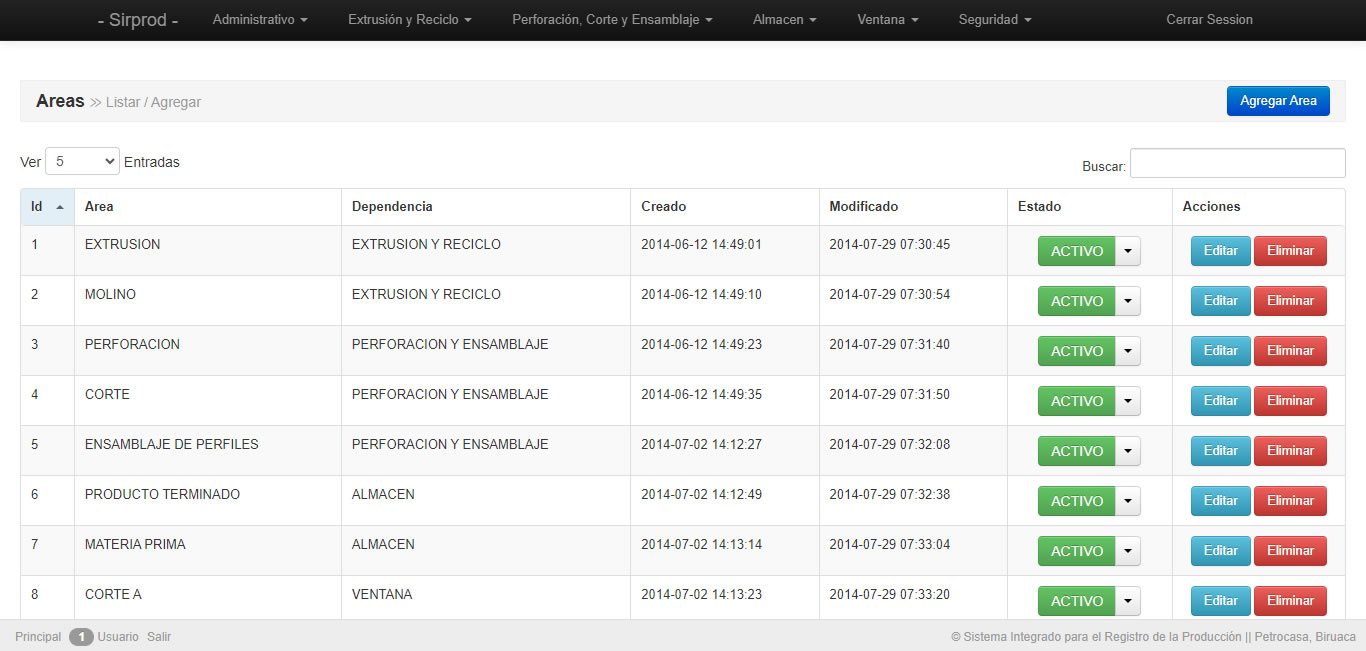 - Sirprod - Administrativo Extrusión y Reciclo Perforación, Corte y Ensamblaje Almacen Ventana Seguridad Cerrar Session
Areas » Listar / Agregar Agregar Area
Ver 5 Entradas Buscar:
Id Area Dependencia Creado Modificado Estado Acciones
1 EXTRUSION EXTRUSION Y RECICLO 2014-06-12 14:49:01 2014-07-29 07:30:45 ACTIVO Editar Eliminar
2 MOLINO EXTRUSION Y RECICLO 2014-06-12 14:49:10 2014-07-29 07:30:54 ACTIVO Editar Eliminar
3 PERFORACION PERFORACION Y ENSAMBLAJE 2014-06-12 14:49:23 2014-07-29 07:31:40 ACTIVO Editar Eliminar
4 CORTE PERFORACION Y ENSAMBLAJE 2014-06-12 14:49:35 2014-07-29 07:31:50 ACTIVO Editar Eliminar
5 ENSAMBLAJE DE PERFILES PERFORACION Y ENSAMBLAJE 2014-07-02 14:12:27 2014-07-29 07:32:08 ACTIVO Editar Eliminar
6 PRODUCTO TERMINADO ALMACEN 2014-07-02 14:12:49 2014-07-29 07:32:38 ACTIVO Editar Eliminar
7 MATERIA PRIMA ALMACEN 2014-07-02 14:13:14 2014-07-29 07:33:04 ACTIVO Editar Eliminar
8 CORTE A VENTANA 2014-07-02 14:13:23 2014-07-29 07:33:20 ACTIVO Editar Eliminar
Principal 1 Usuario Salir © Sistema Integrado para el Registro de la Producción || Petrocasa, Biruaca